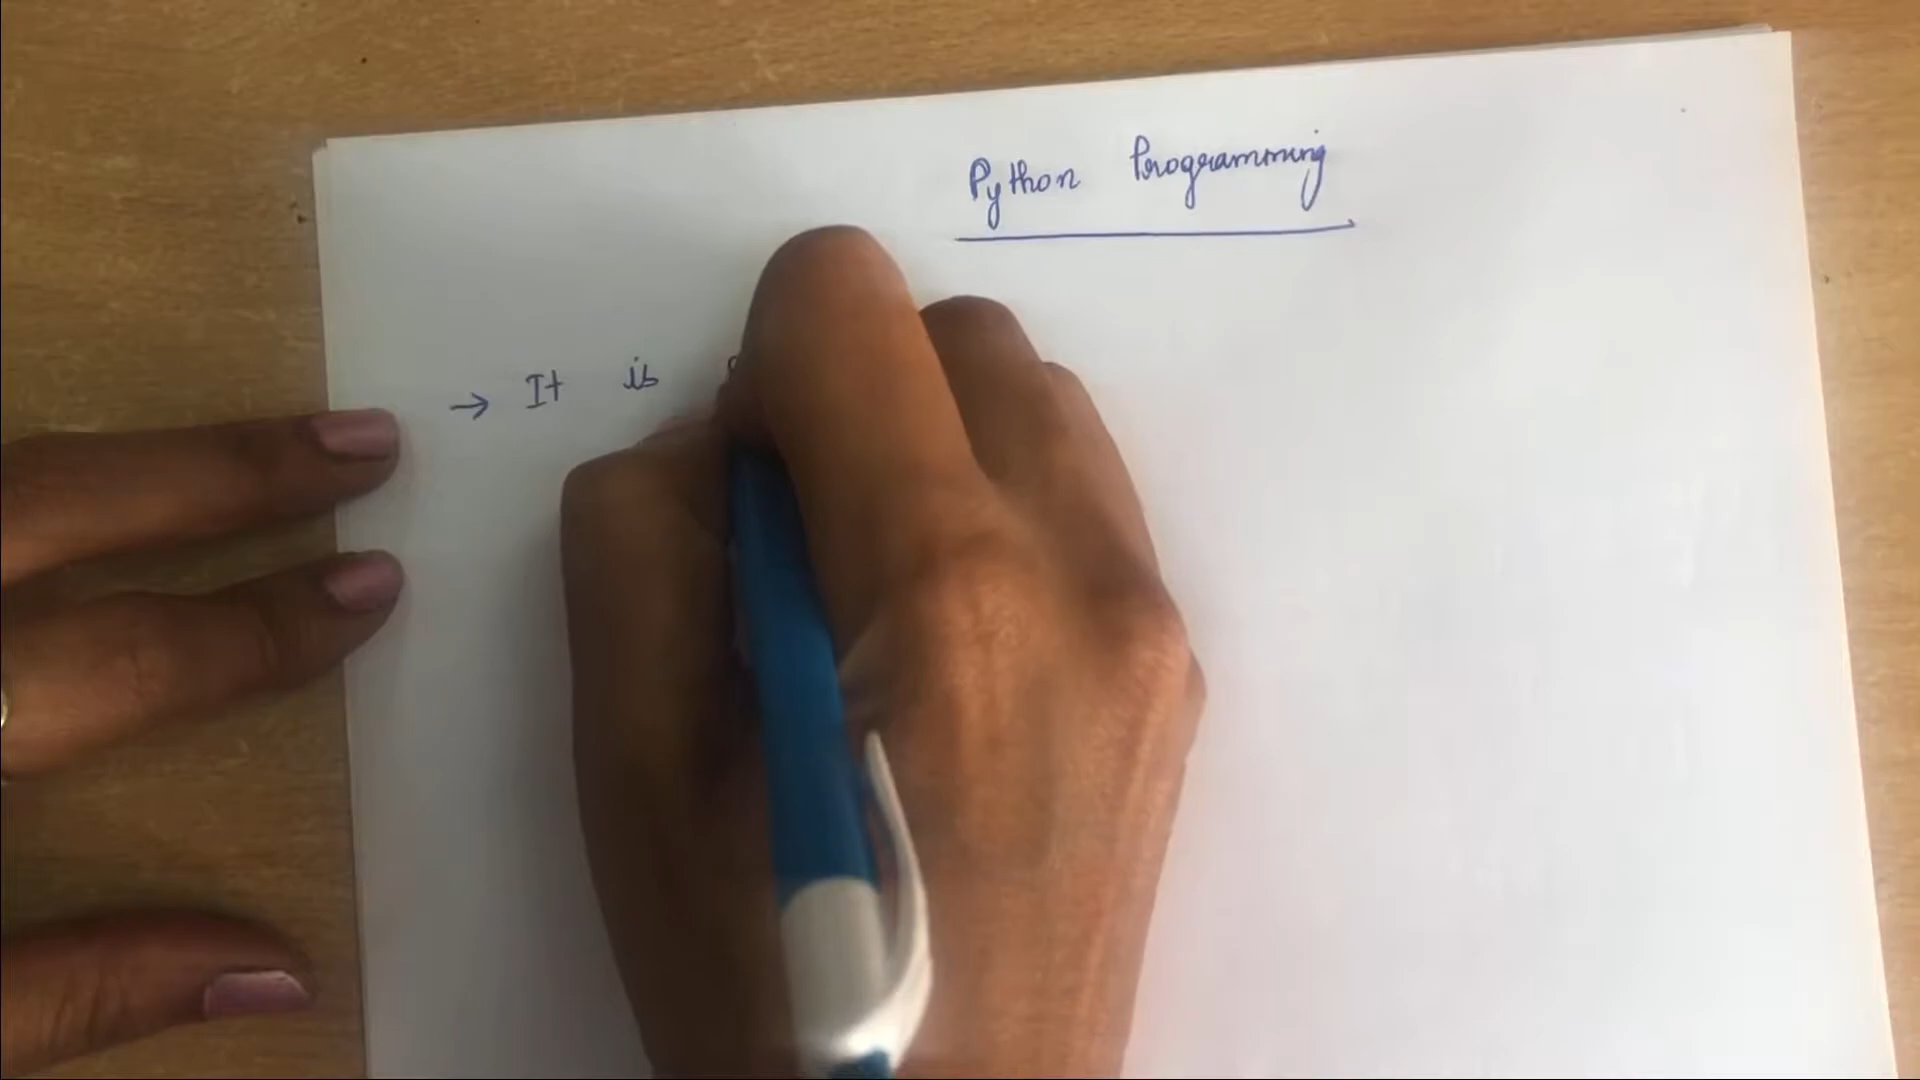 Python Programming
→ It is